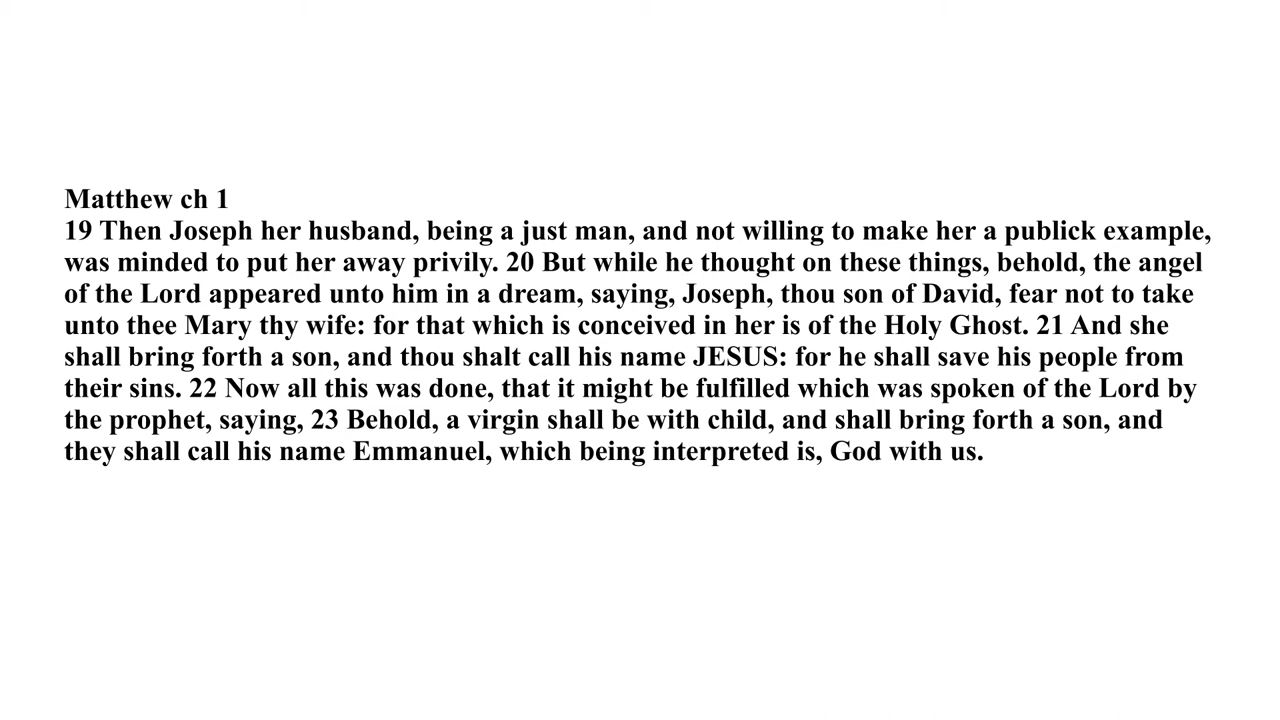 Matthew ch 1
19 Then Joseph her husband, being a just man, and not willing to make her a publick example,
was minded to put her away privily. 20 But while he thought on these things, behold, the angel
of the Lord appeared unto him in a dream, saying, Joseph, thou son of David, fear not to take
unto thee Mary thy wife: for that which is conceived in her is of the Holy Ghost. 21 And she
shall bring forth a son, and thou shalt call his name JESUS: for he shall save his people from
their sins. 22 Now all this was done, that it might be fulfilled which was spoken of the Lord by
the prophet, saying, 23 Behold, a virgin shall be with child, and shall bring forth a son, and
they shall call his name Emmanuel, which being interpreted is, God with us.